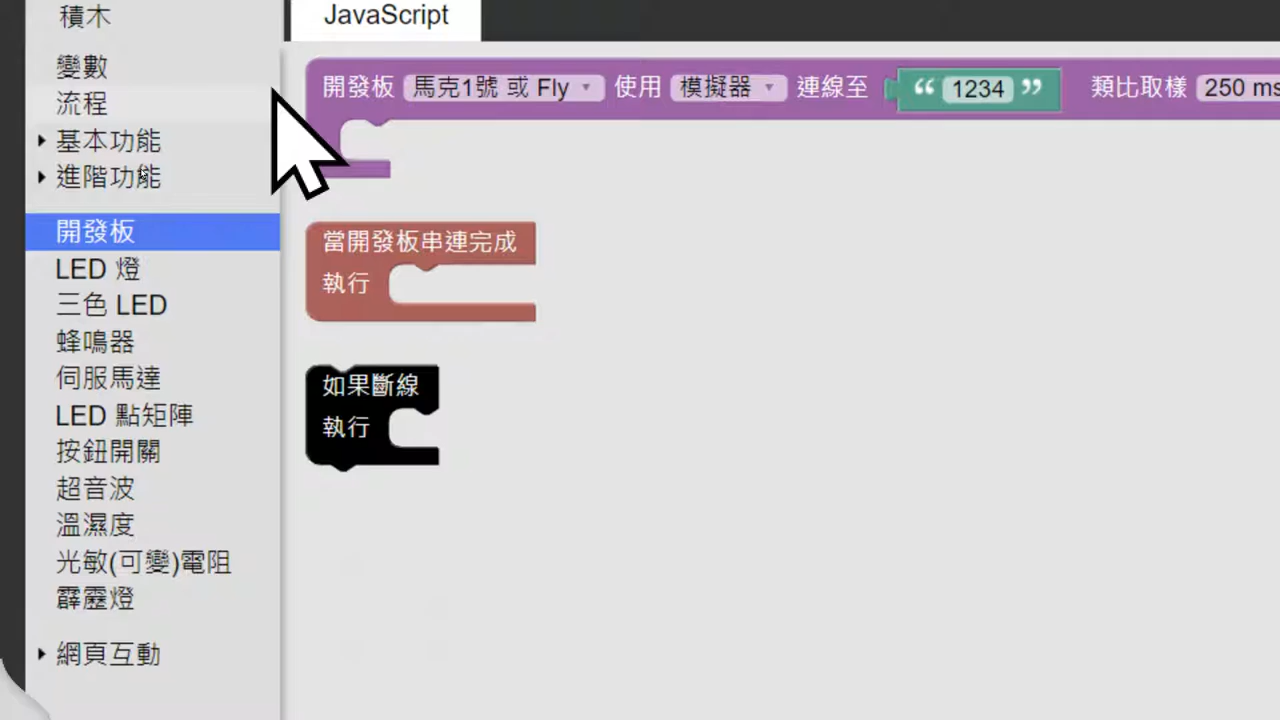 積木
JavaScript
變數
流程
基本功能
進階功能
開發板
LED 燈
三色 LED
蜂鳴器
伺服馬達
LED 點矩陣
按鈕開關
超音波
溫濕度
光敏(可變)電阻
霹靂燈
網頁互動
開發板 馬克1號 或 Fly 使用 模擬器 連線至 “ 1234 ” 類比取樣 250 ms
當開發板串連完成
執行
如果斷線
執行